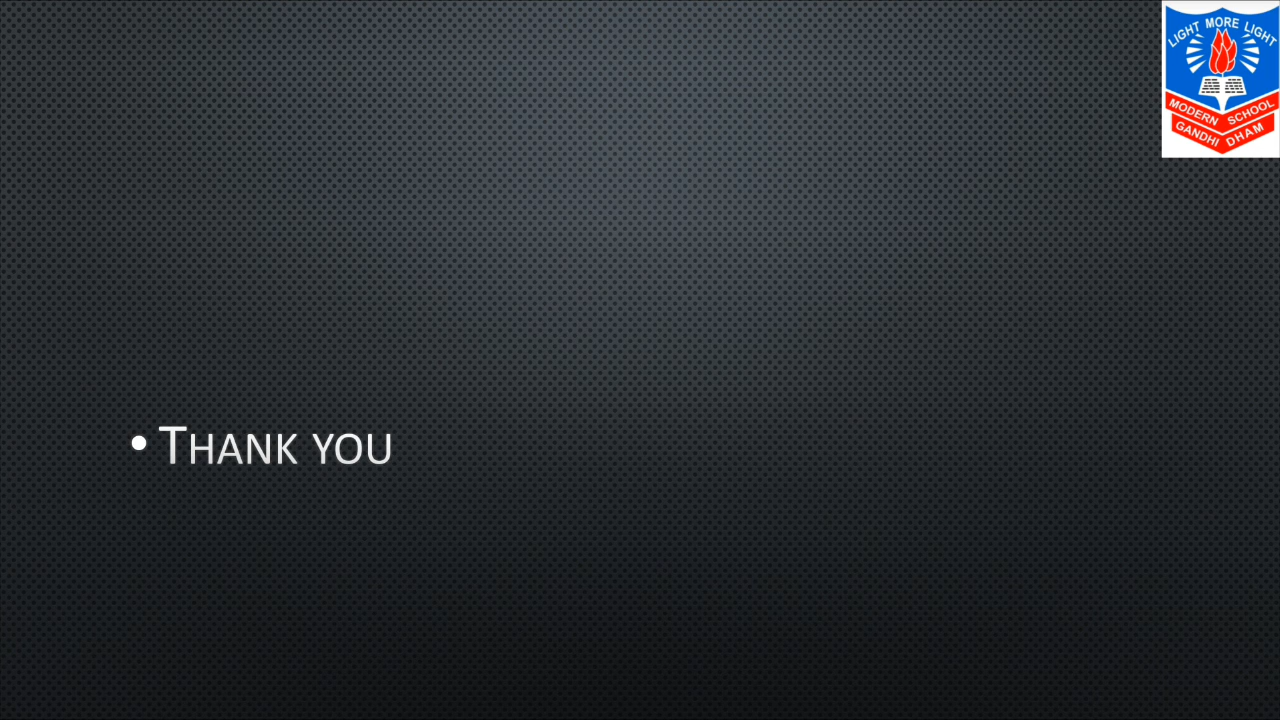 LIGHT MORE LIGHT
MODERN SCHOOL
GANDHI DHAM
• THANK YOU